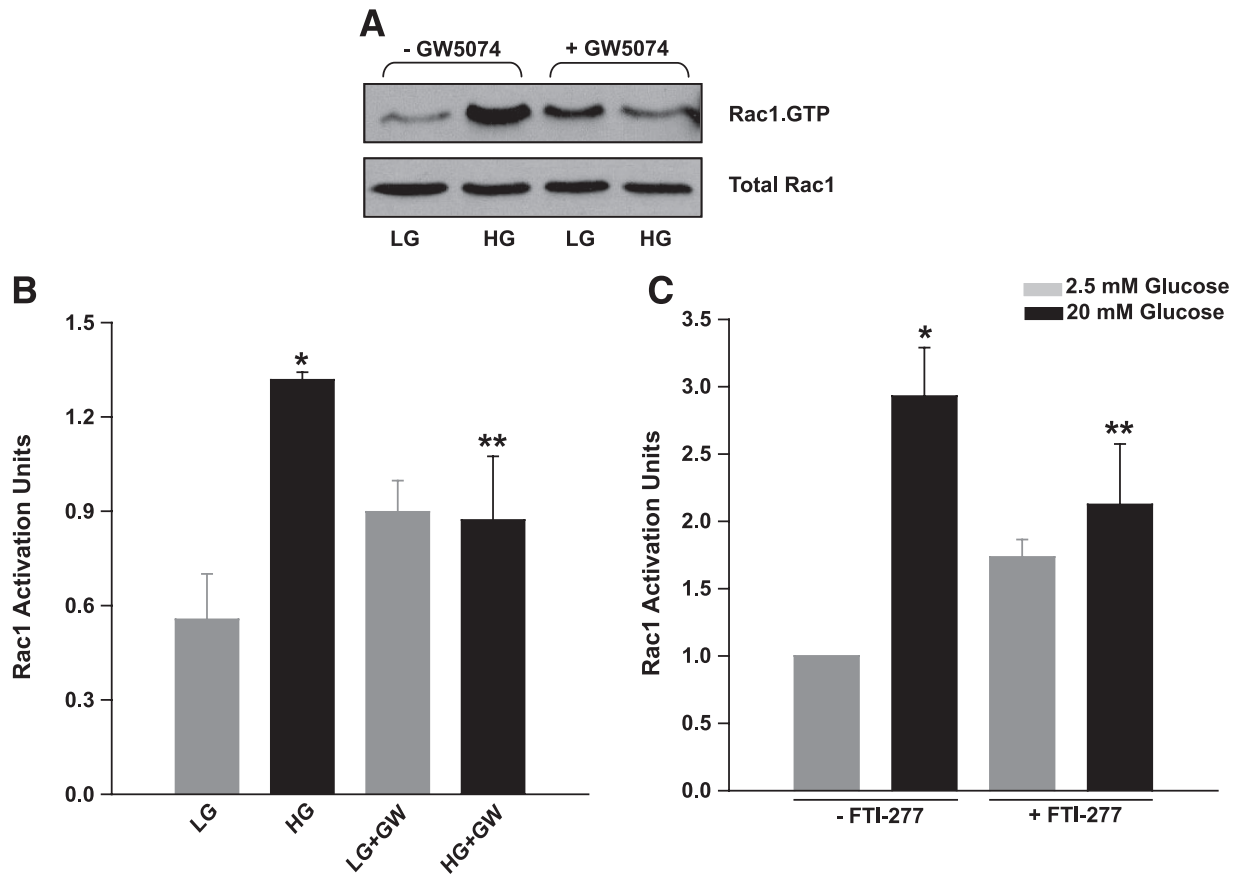 A
- GW5074 + GW5074
Rac1.GTP
Total Rac1
LG HG LG HG
B
Rac1 Activation Units
1.5
1.2
0.9
0.6
0.3
0.0
*
**
LG HG LG+GW HG+GW
C
2.5 mM Glucose
20 mM Glucose
Rac1 Activation Units
3.5
3.0
2.5
2.0
1.5
1.0
0.5
0.0
*
**
- FTI-277 + FTI-277